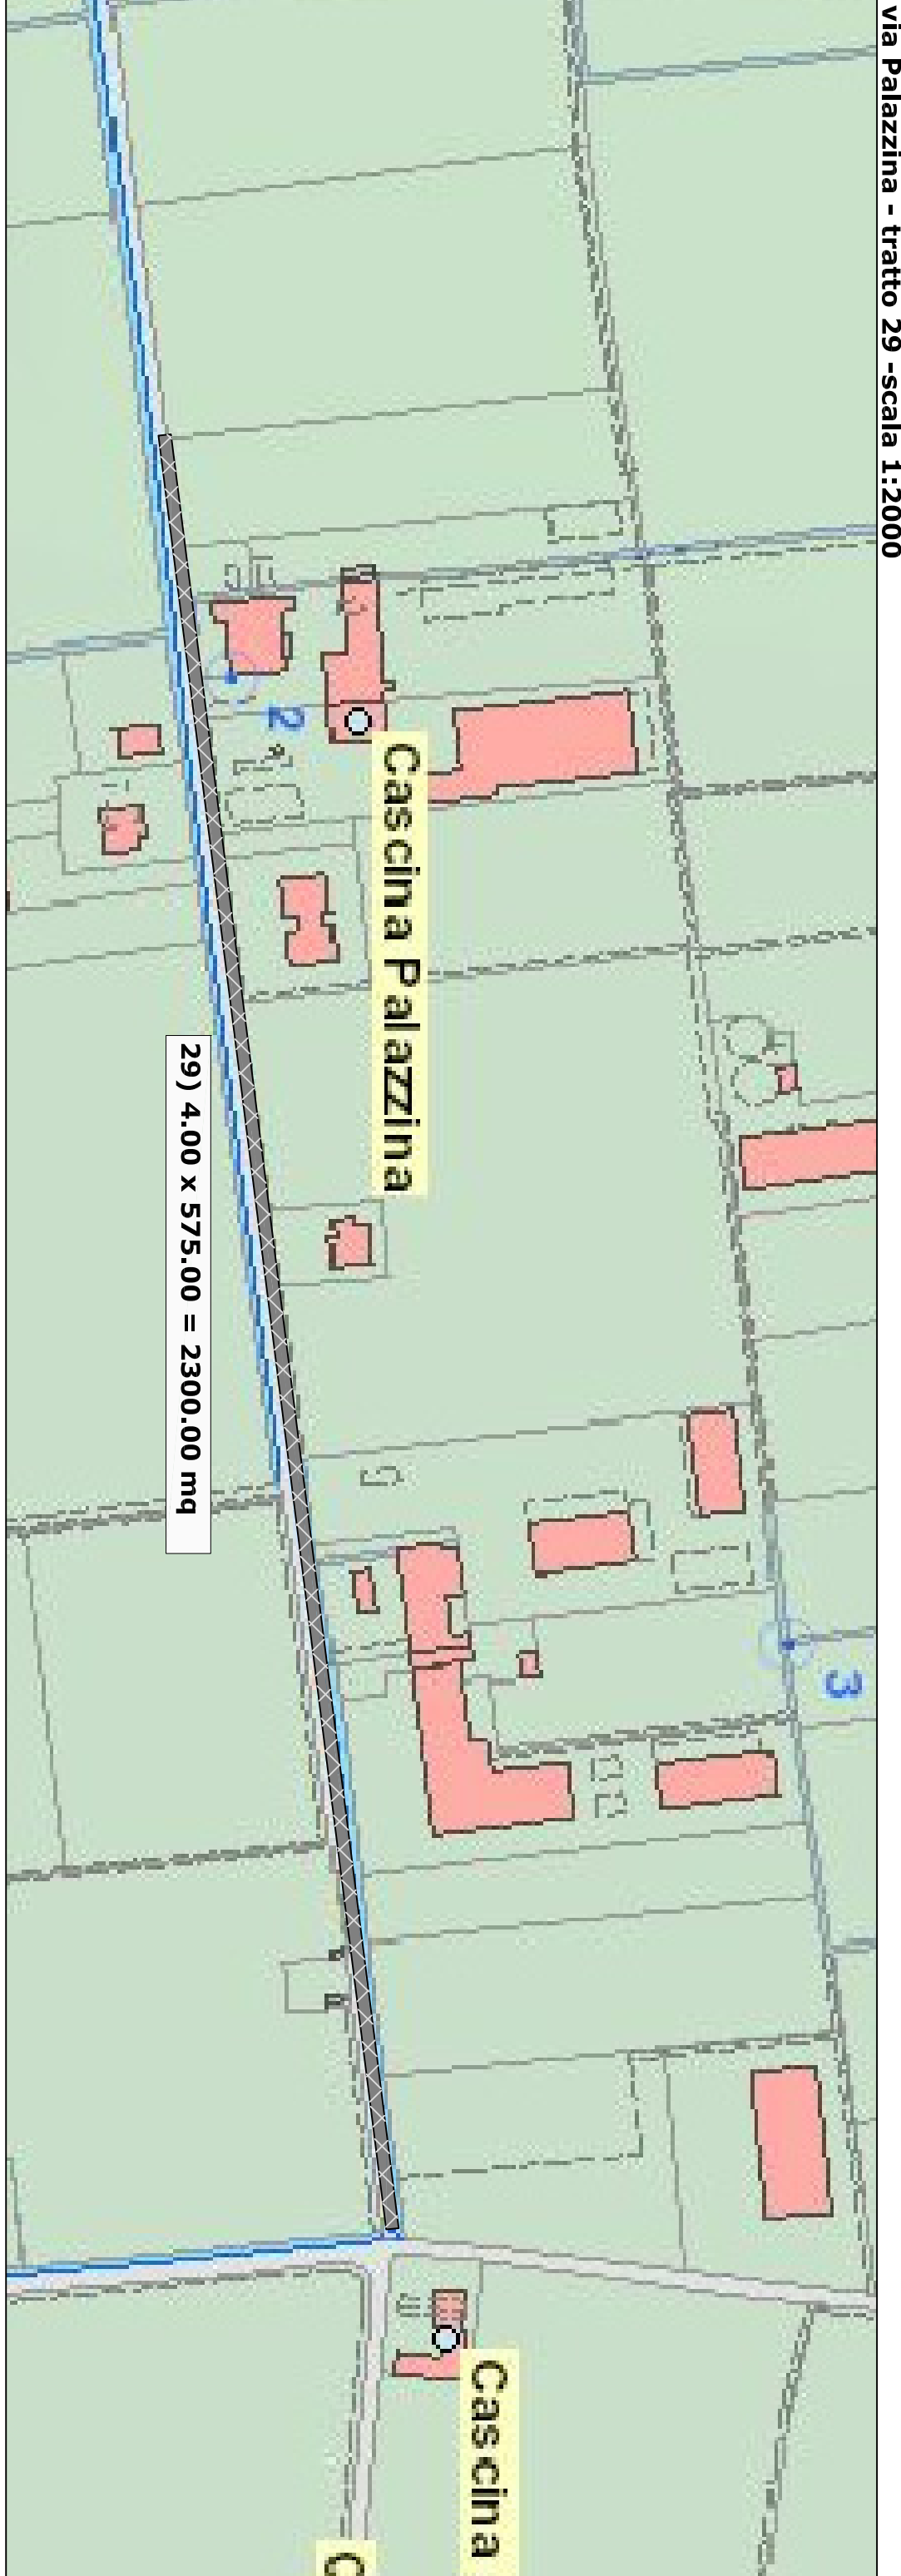 via Palazzina - tratto 29 -scala 1:2000
3
Cascina Palazzina
2
29) 4.00 x 575.00 = 2300.00 mq
Cascina
C